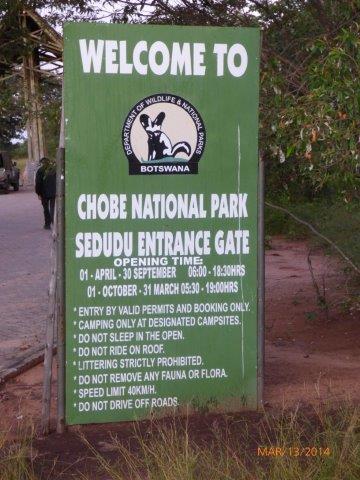 WELCOME TO
DEPARTMENT OF WILDLIFE & NATIONAL PARKS
BOTSWANA
CHOBE NATIONAL PARK
SEDUDU ENTRANCE GATE
OPENING TIME:
01 - APRIL - 30 SEPTEMBER 06:00 - 18:30HRS
01 - OCTOBER - 31 MARCH 05:30 - 19:00HRS
* ENTRY BY VALID PERMITS AND BOOKING ONLY.
* CAMPING ONLY AT DESIGNATED CAMPSITES.
* DO NOT SLEEP IN THE OPEN.
* DO NOT RIDE ON ROOF.
* LITTERING STRICTLY PROHIBITED.
* DO NOT REMOVE ANY FAUNA OR FLORA.
* SPEED LIMIT 40KM/H.
* DO NOT DRIVE OFF ROADS.
MAR/13/2014